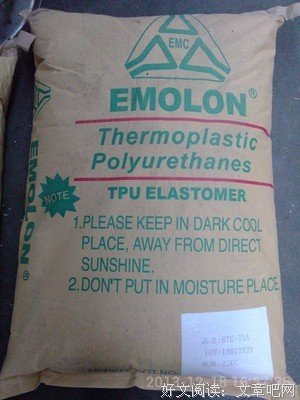 EMC
EMOLON®
Thermoplastic
Polyurethanes
TPU ELASTOMER
EMOLON®
NOTE
1.PLEASE KEEP IN DARK COOL
PLACE, AWAY FROM DIRECT
SUNSHINE.
2.DON'T PUT IN MOISTURE PLACE
LOT:
好文阅读：文章吧网